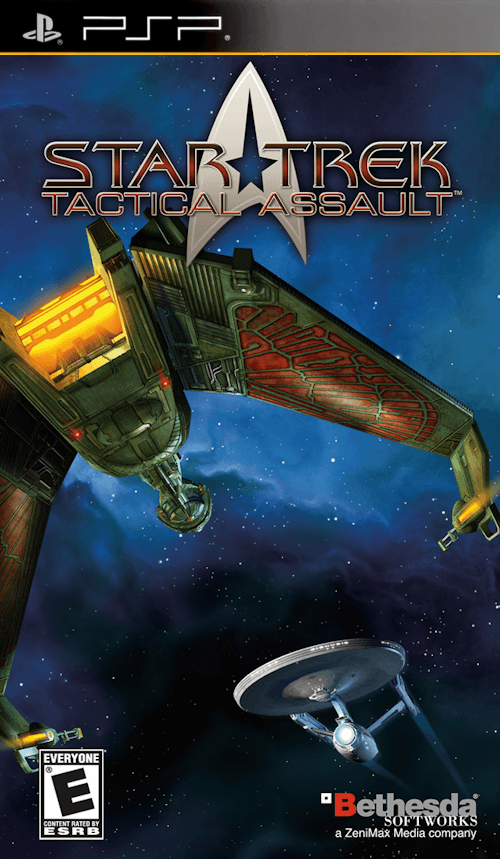 PSP
STAR TREK
TACTICAL ASSAULT™
EVERYONE
E
®
CONTENT RATED BY
ESRB
Bethesda®
SOFTWORKS
a ZeniMax Media company